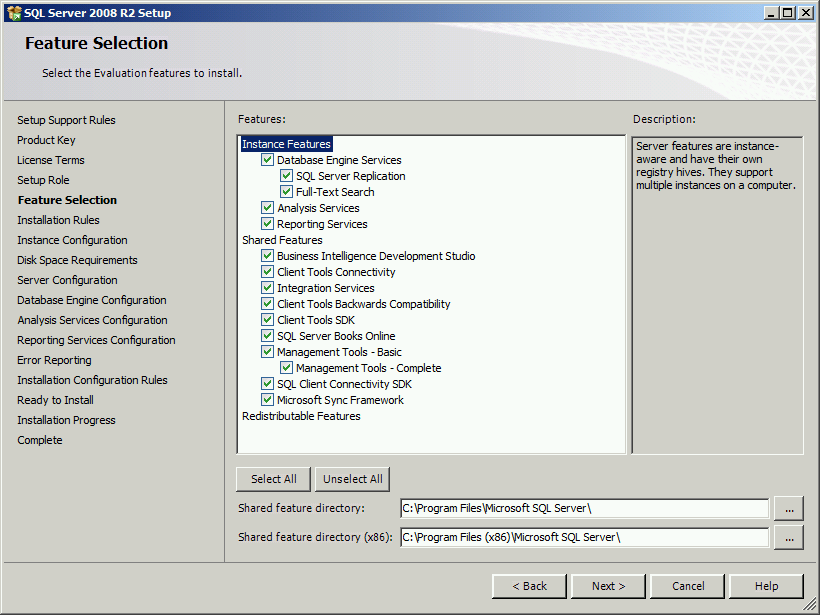 SQL Server 2008 R2 Setup
Feature Selection
Select the Evaluation features to install.
Setup Support Rules
Product Key
License Terms
Setup Role
Feature Selection
Installation Rules
Instance Configuration
Disk Space Requirements
Server Configuration
Database Engine Configuration
Analysis Services Configuration
Reporting Services Configuration
Error Reporting
Installation Configuration Rules
Ready to Install
Installation Progress
Complete
Features:
Instance Features
Database Engine Services
SQL Server Replication
Full-Text Search
Analysis Services
Reporting Services
Shared Features
Business Intelligence Development Studio
Client Tools Connectivity
Integration Services
Client Tools Backwards Compatibility
Client Tools SDK
SQL Server Books Online
Management Tools - Basic
Management Tools - Complete
SQL Client Connectivity SDK
Microsoft Sync Framework
Redistributable Features
Description:
Server features are instance-
aware and have their own
registry hives. They support
multiple instances on a computer.
Select All
Unselect All
Shared feature directory:
C:\Program Files\Microsoft SQL Server\
...
Shared feature directory (x86):
C:\Program Files (x86)\Microsoft SQL Server\
...
< Back
Next >
Cancel
Help